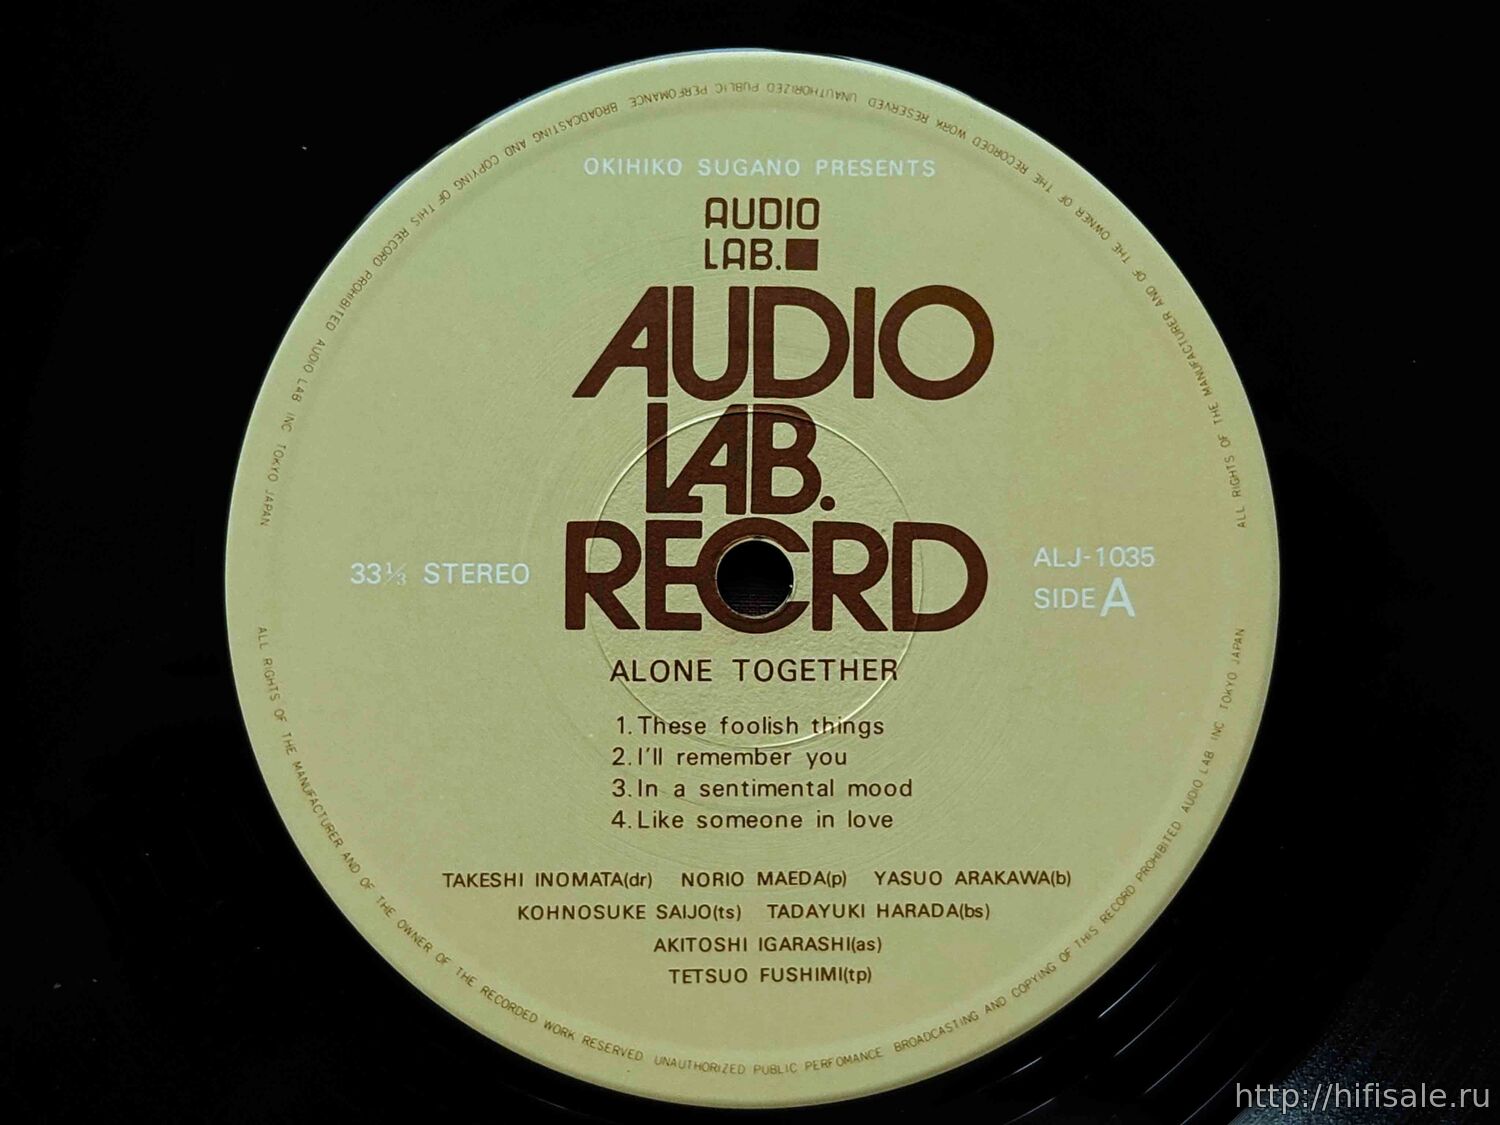 OKIHIKO SUGANO PRESENTS
AUDIO
LAB.
AUDIO
LAB.
RECORD
33⅓ STEREO
ALJ-1035
SIDE A
ALONE TOGETHER
1. These foolish things
2. I'll remember you
3. In a sentimental mood
4. Like someone in love
TAKESHI INOMATA(dr) NORIO MAEDA(p) YASUO ARAKAWA(b)
KOHNOSUKE SAIJO(ts) TADAYUKI HARADA(bs)
AKITOSHI IGARASHI(as)
TETSUO FUSHIMI(tp)
ALL RIGHTS OF THE MANUFACTURER AND OF THE OWNER OF THE RECORDED WORK RESERVED UNAUTHORIZED PUBLIC PERFOMANCE BROADCASTING AND COPYING OF THIS RECORD PROHIBITED AUDIO LAB INC TOKYO JAPAN
ALL RIGHTS OF THE MANUFACTURER AND OF THE OWNER OF THE RECORDED WORK RESERVED UNAUTHORIZED PUBLIC PERFOMANCE BROADCASTING AND COPYING OF THIS RECORD PROHIBITED AUDIO LAB INC TOKYO JAPAN
http://hifisale.ru